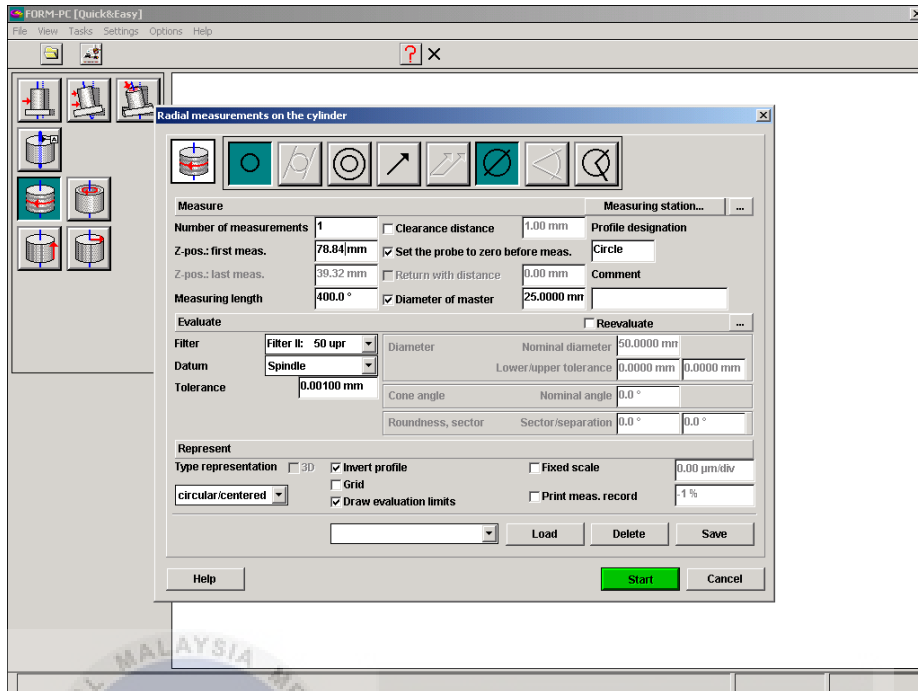 FORM-PC [Quick&Easy]
File View Tasks Settings Options Help
Radial measurements on the cylinder
Measure Measuring station... ...
Number of measurements 1 Clearance distance 1.00 mm Profile designation
Z-pos.: first meas. 78.84 mm Set the probe to zero before meas. Circle
Z-pos.: last meas. 39.32 mm Return with distance 0.00 mm Comment
Measuring length 400.0 ° Diameter of master 25.0000 mm
Evaluate Reevaluate ...
Filter Filter II: 50 upr Diameter Nominal diameter 50.0000 mm
Datum Spindle Lower/upper tolerance 0.0000 mm 0.0000 mm
Tolerance 0.00100 mm
Cone angle Nominal angle 0.0 °
Roundness, sector Sector/separation 0.0 ° 0.0 °
Represent
Type representation 3D Invert profile Fixed scale 0.00 µm/div
Grid
circular/centered Draw evaluation limits Print meas. record -1 %
Load Delete Save
Help Start Cancel
MALAYSIA